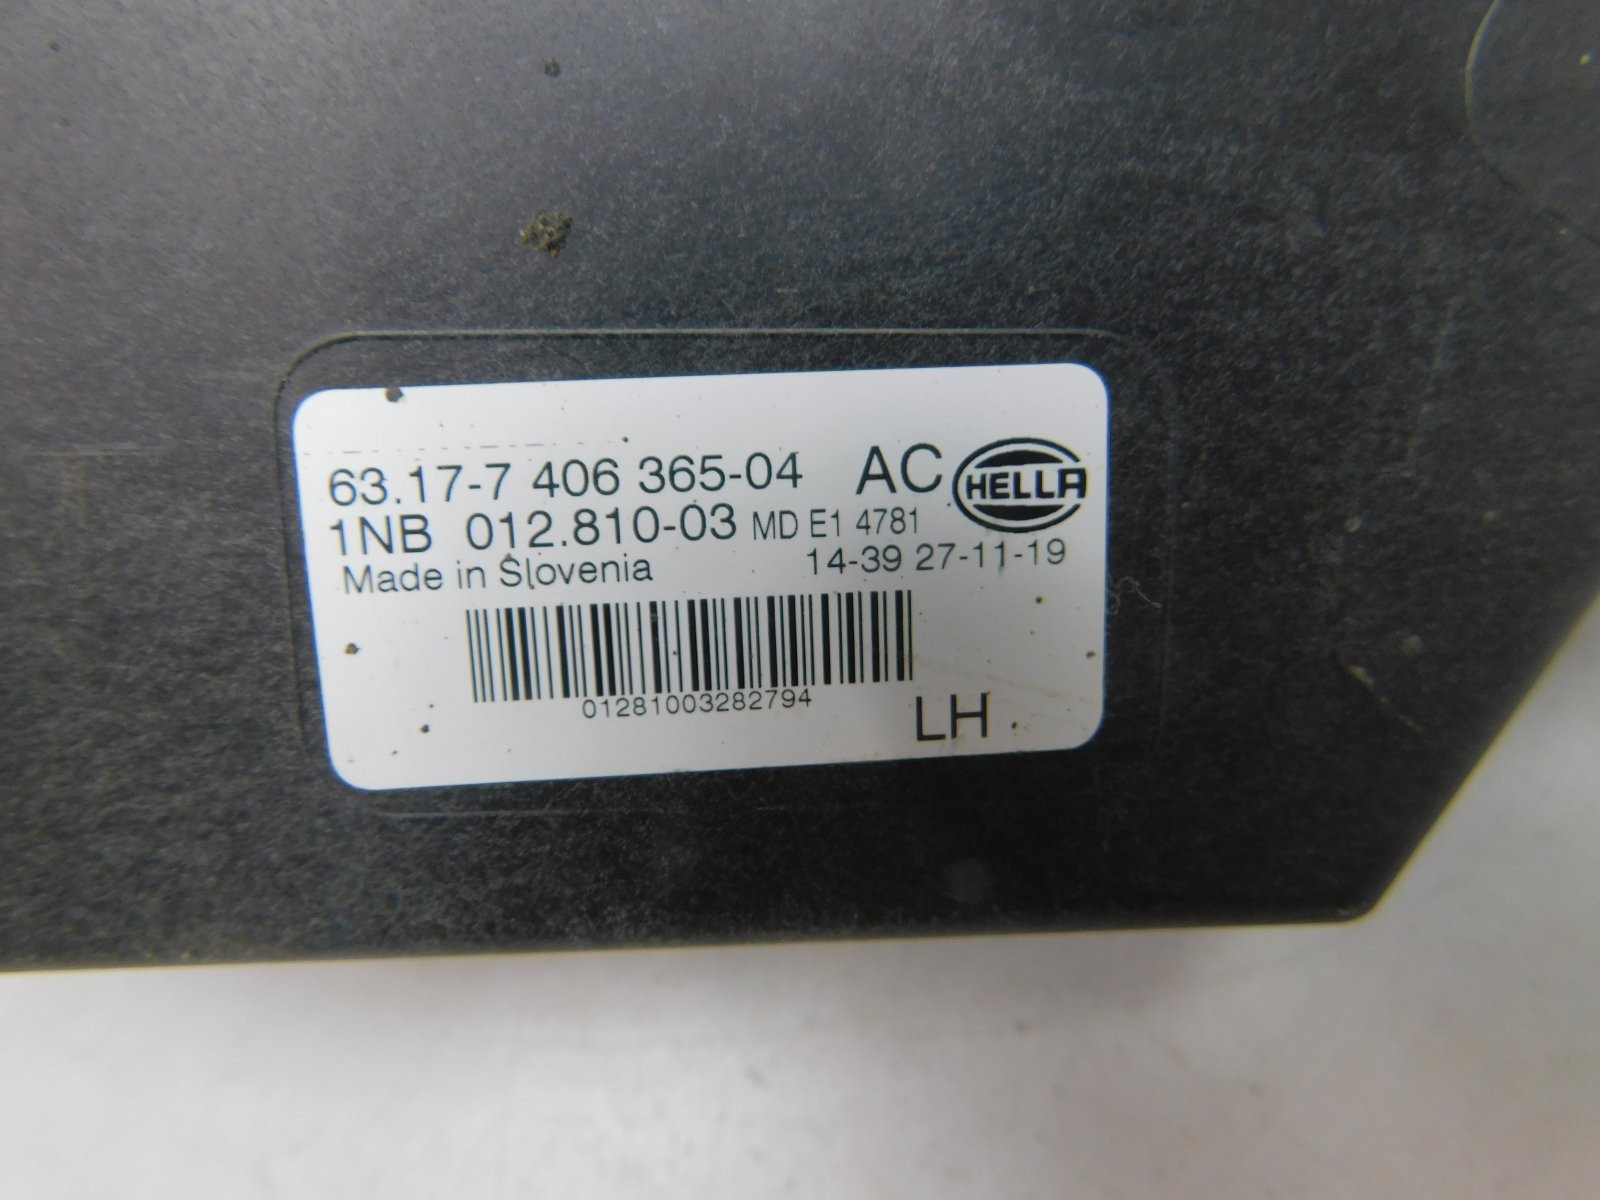 63.17-7 406 365-04 AC HELLA
1NB 012.810-03 MD E1 4781
Made in Slovenia 14-39 27-11-19
01281003282794
LH